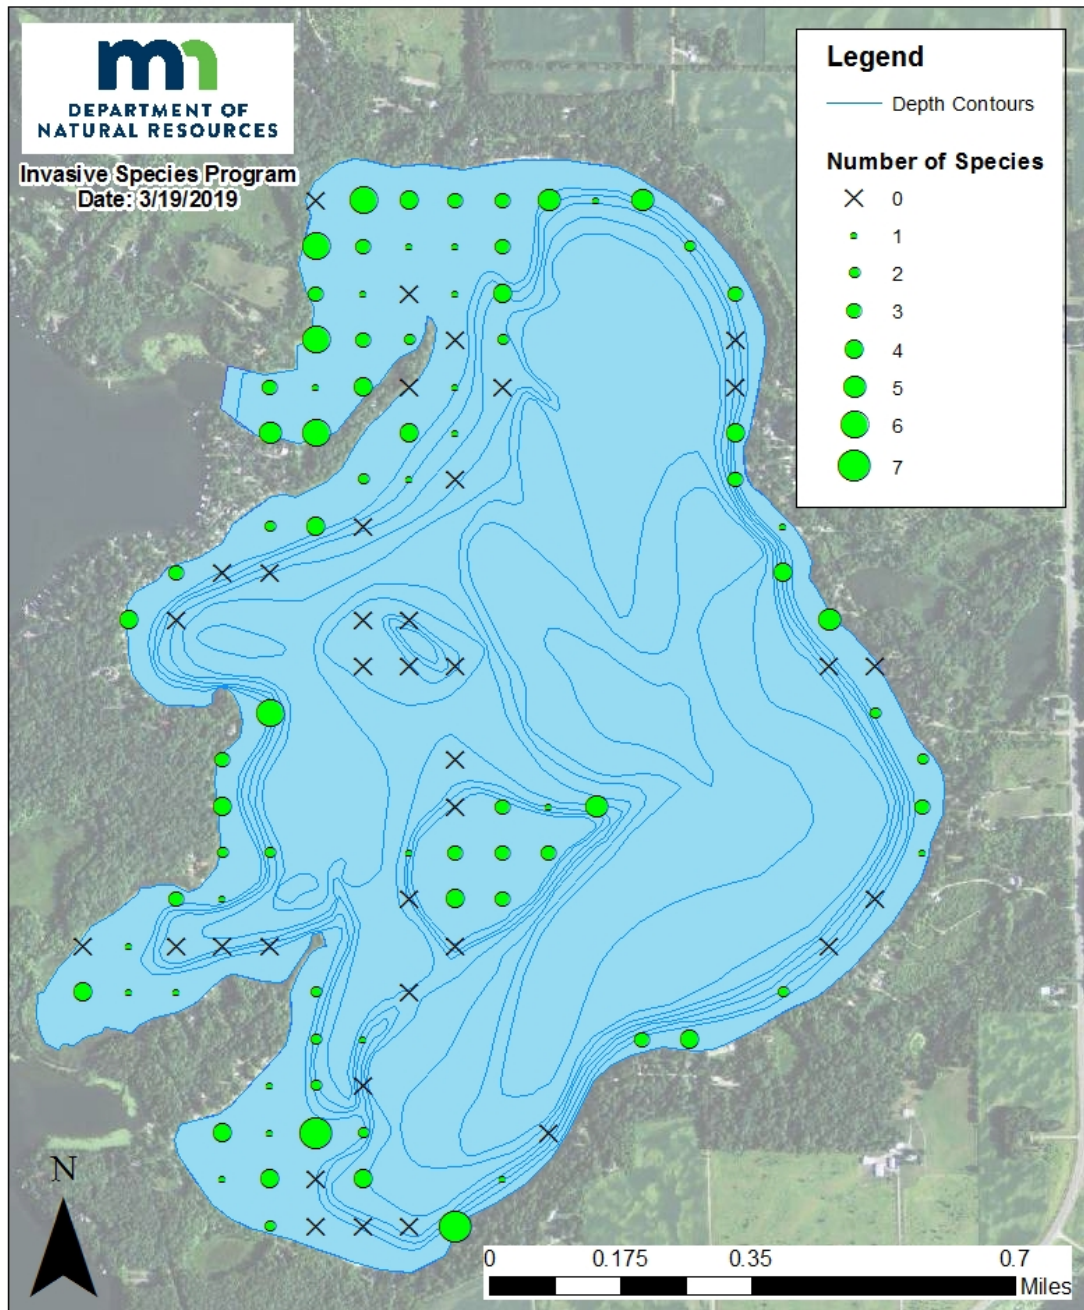 DEPARTMENT OF
NATURAL RESOURCES
Invasive Species Program
Date: 3/19/2019
Legend
Depth Contours
Number of Species
0
1
2
3
4
5
6
7
N
0 0.175 0.35 0.7
Miles